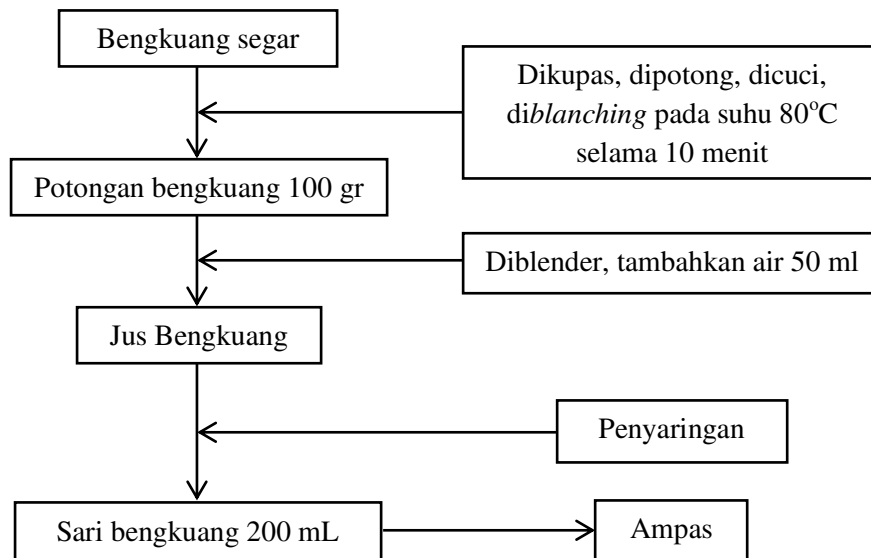 Bengkuang segar
Dikupas, dipotong, dicuci,
diblanching pada suhu 80°C
selama 10 menit
Potongan bengkuang 100 gr
Diblender, tambahkan air 50 ml
Jus Bengkuang
Penyaringan
Sari bengkuang 200 mL
Ampas